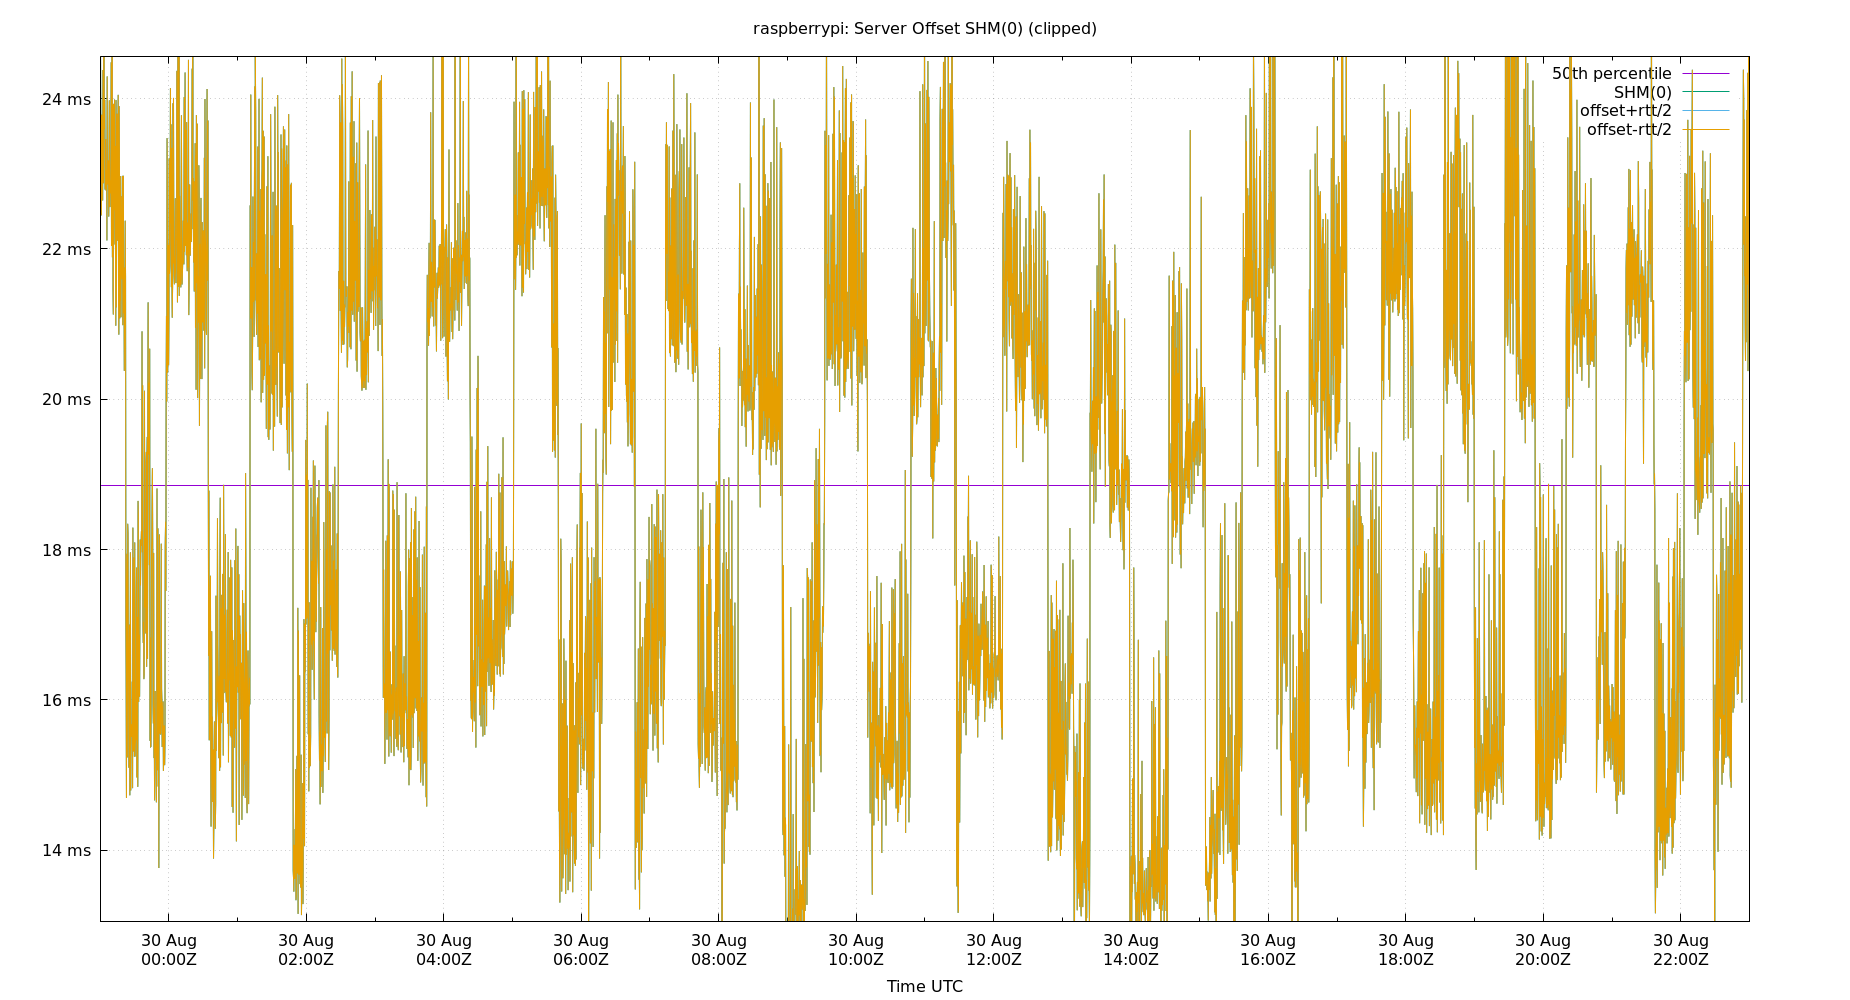 raspberrypi: Server Offset SHM(0) (clipped)
50th percentile
SHM(0)
offset+rtt/2
offset-rtt/2
24 ms
22 ms
20 ms
18 ms
16 ms
14 ms
30 Aug 30 Aug 30 Aug 30 Aug 30 Aug 30 Aug 30 Aug 30 Aug 30 Aug 30 Aug 30 Aug 30 Aug
00:00Z 02:00Z 04:00Z 06:00Z 08:00Z 10:00Z 12:00Z 14:00Z 16:00Z 18:00Z 20:00Z 22:00Z
Time UTC